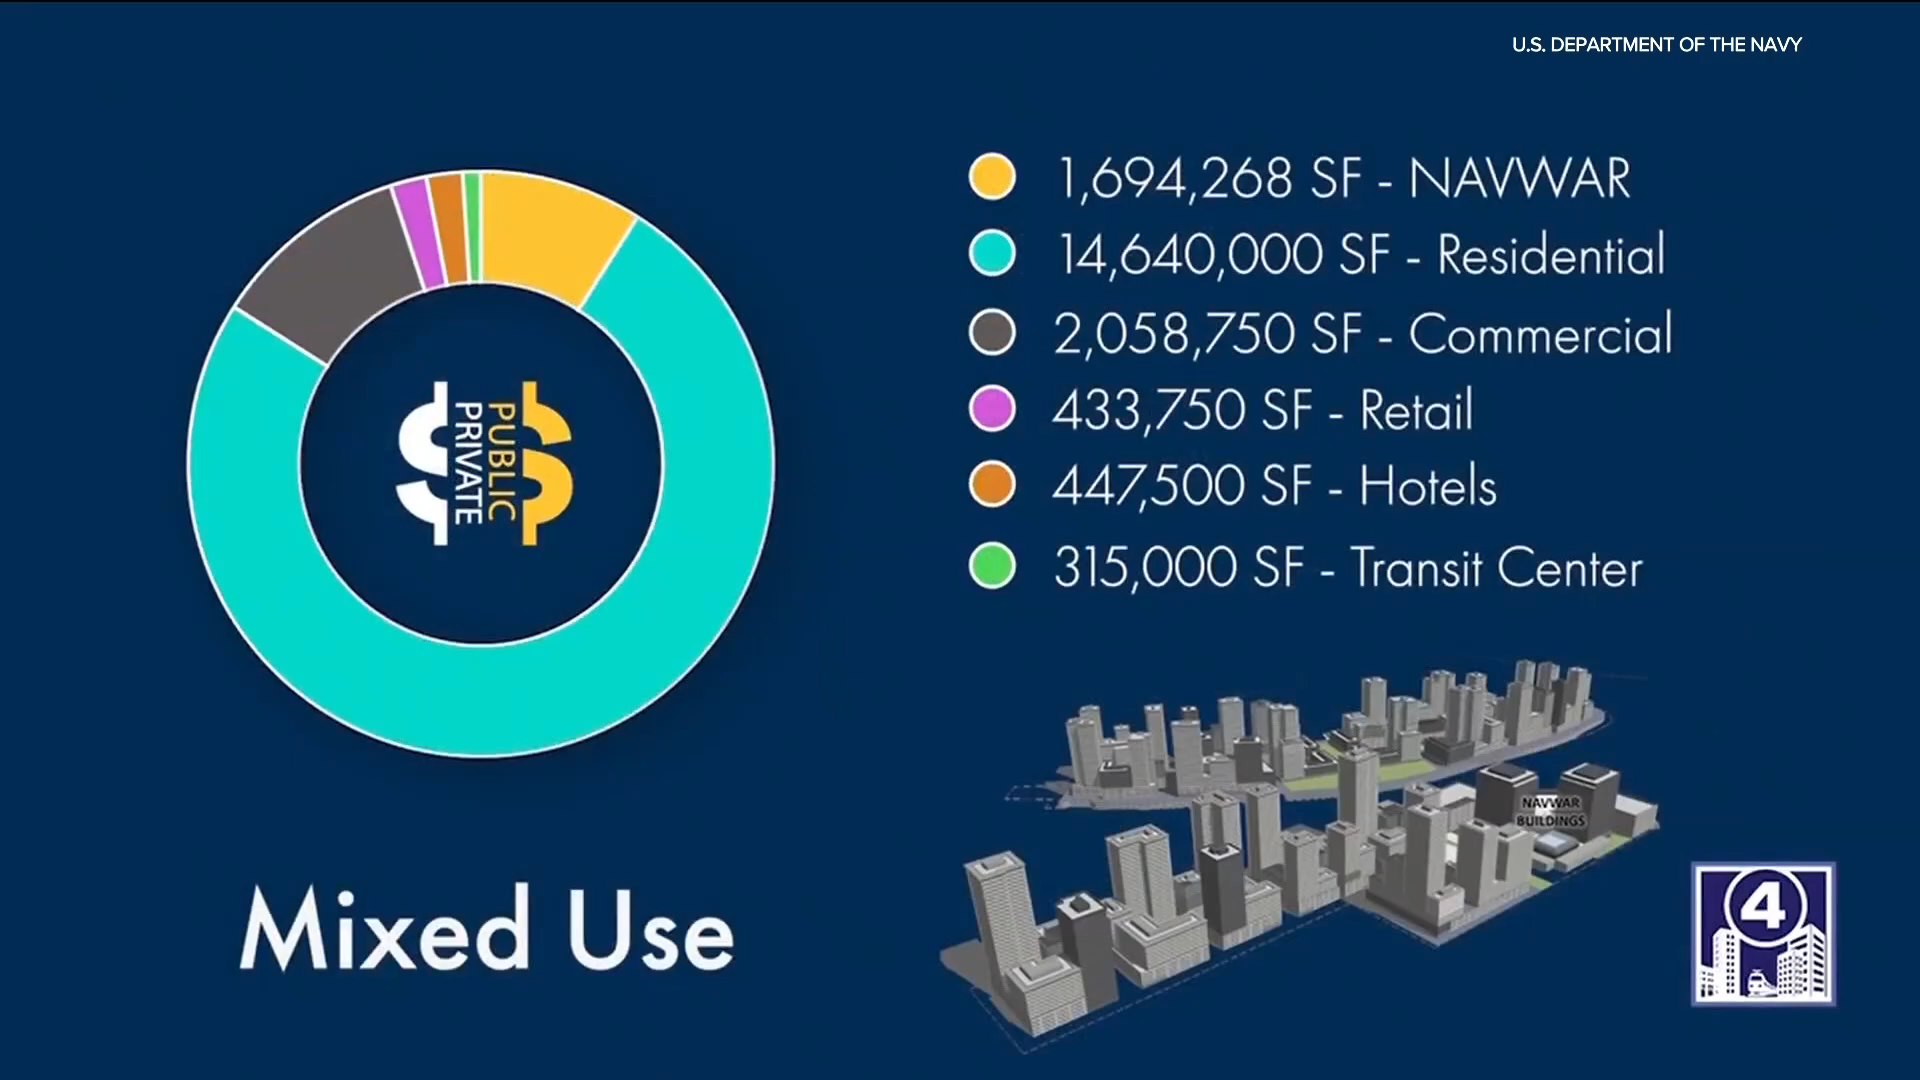 U.S. DEPARTMENT OF THE NAVY
1,694,268 SF - NAVWAR
14,640,000 SF - Residential
2,058,750 SF - Commercial
433,750 SF - Retail
447,500 SF - Hotels
315,000 SF - Transit Center
$ PUBLIC
$ PRIVATE
Mixed Use
NAVWAR
BUILDINGS
4